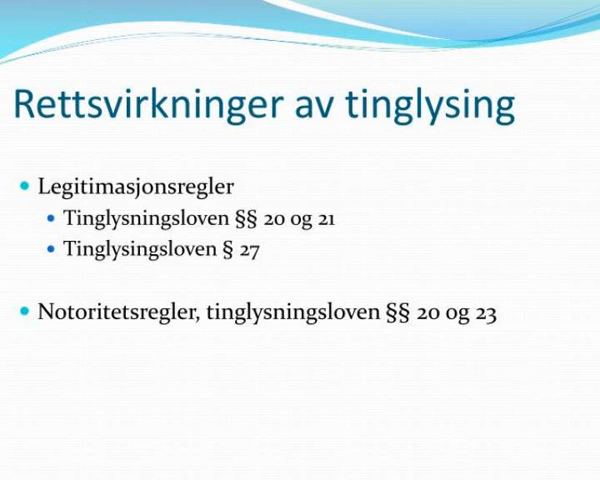 Rettsvirkninger av tinglysing
Legitimasjonsregler
Tinglysningsloven §§ 20 og 21
Tinglysingsloven § 27
Notoritetsregler, tinglysningsloven §§ 20 og 23